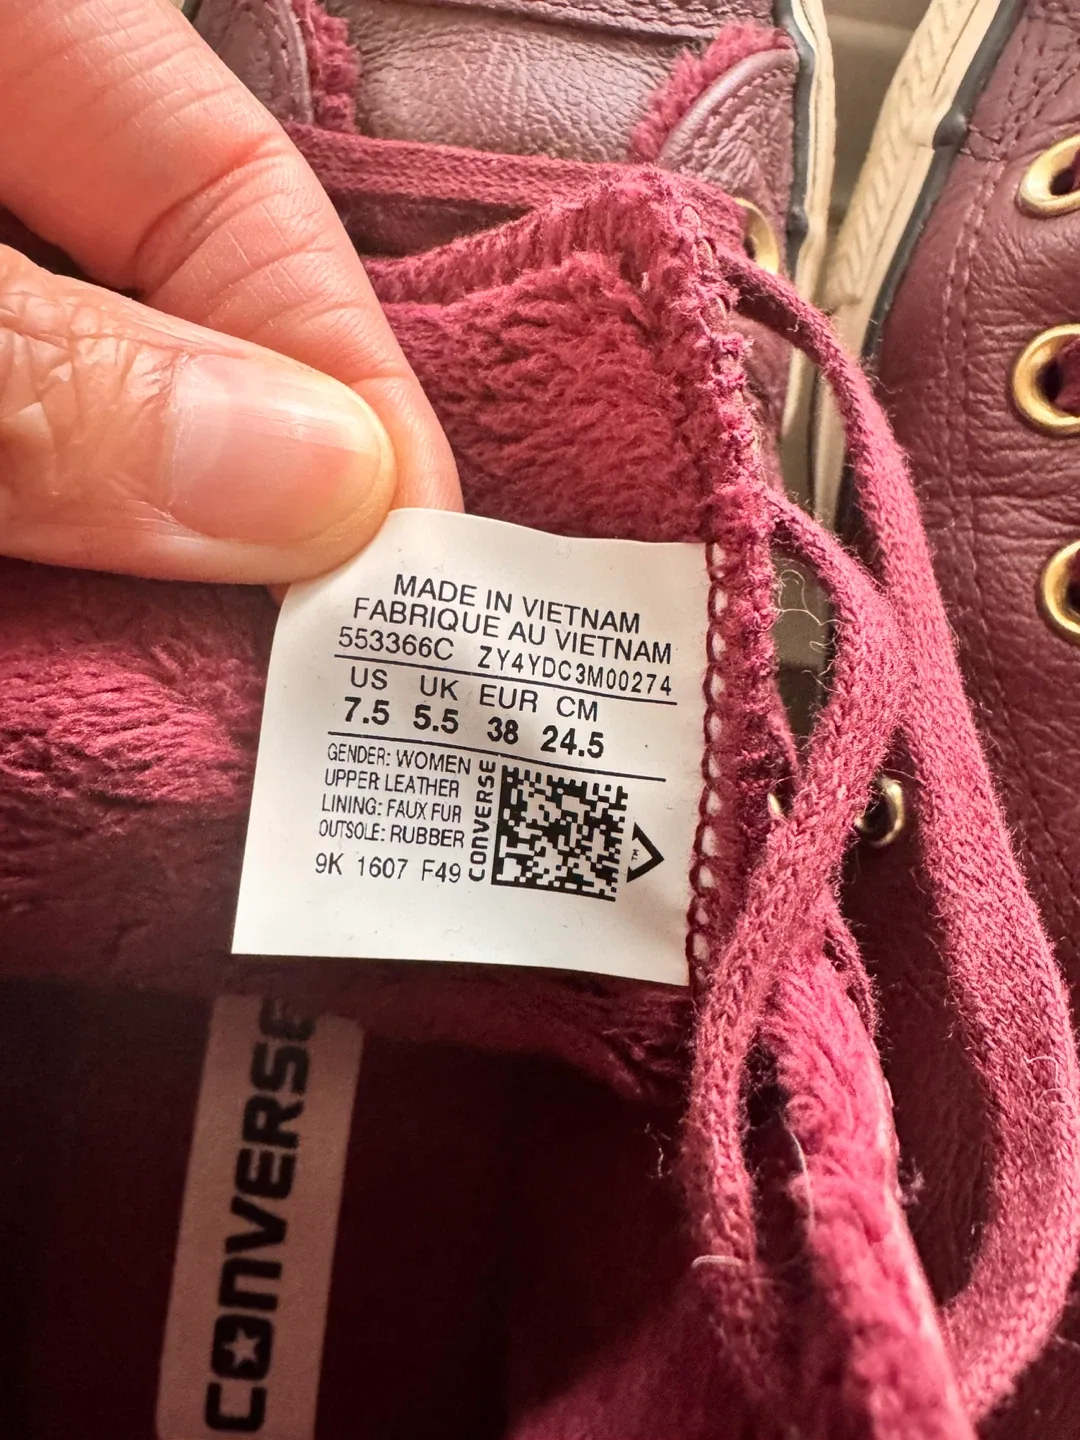 MADE IN VIETNAM
FABRIQUE AU VIETNAM
553366C ZY4YDC3M00274
US UK EUR CM
7.5 5.5 38 24.5
GENDER: WOMEN
UPPER: LEATHER
LINING: FAUX FUR
OUTSOLE: RUBBER
9K 1607 F49
CONVERSE
™
CONVERSE